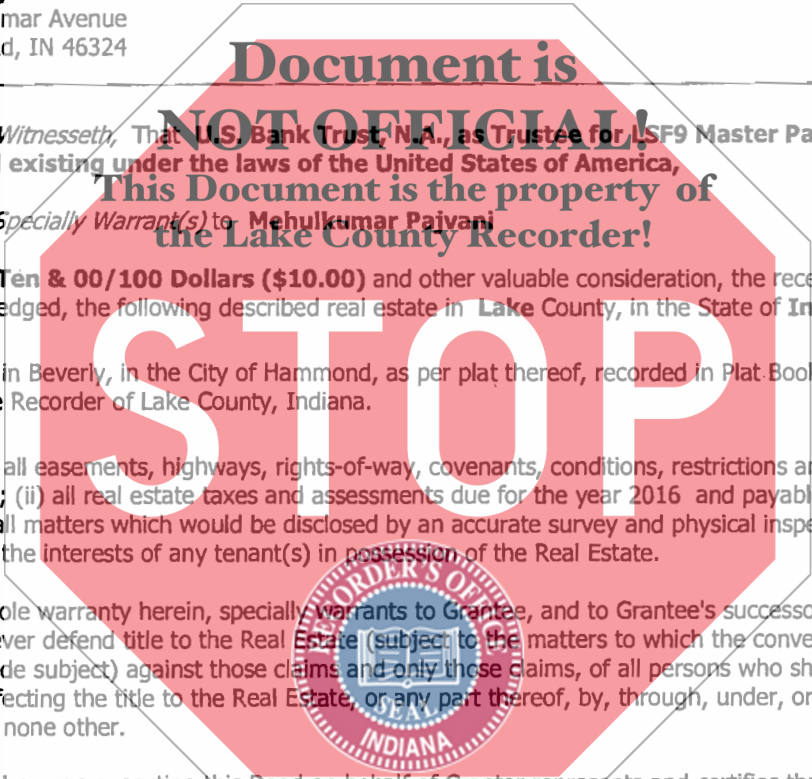 mar Avenue
d, IN 46324
Document is
NOT OFFICIAL!
Witnesseth, That U.S. Bank Trust, N.A., as Trustee for LSF9 Master Pa
existing under the laws of the United States of America,
This Document is the property of
Specially Warrant(s) to Mehulkumar Pajvani
the Lake County Recorder!
Ten & 00/100 Dollars ($10.00) and other valuable consideration, the rece
edged, the following described real estate in Lake County, in the State of In
STOP
in Beverly, in the City of Hammond, as per plat thereof, recorded in Plat Book
e Recorder of Lake County, Indiana.
all easements, highways, rights-of-way, covenants, conditions, restrictions a
; (ii) all real estate taxes and assessments due for the year 2016 and payabl
all matters which would be disclosed by an accurate survey and physical inspe
the interests of any tenant(s) in possession of the Real Estate.
RECORDER'S OFFICE
ole warranty herein, specially warrants to Grantee, and to Grantee's successo
ever defend title to the Real Estate (subject to the matters to which the conve
de subject) against those claims and only those claims, of all persons who sh
fecting the title to the Real Estate, or any part thereof, by, through, under, or
SEAL
none other.
INDIANA